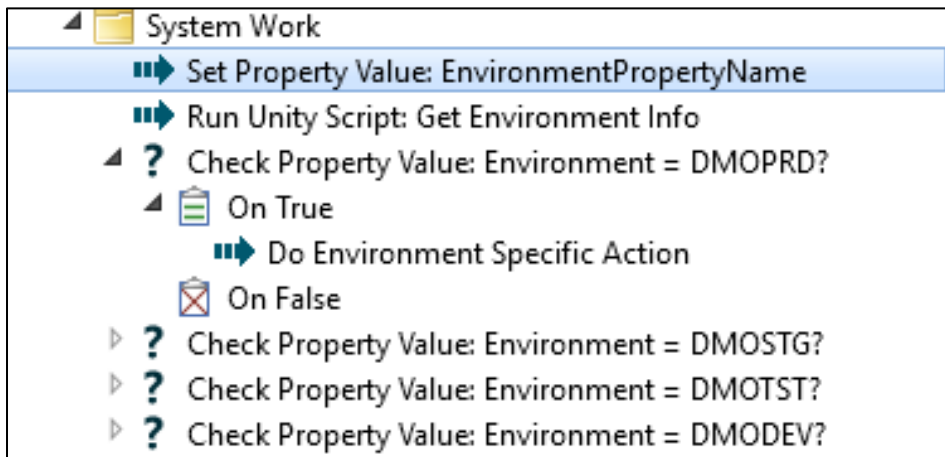 System Work
Set Property Value: EnvironmentPropertyName
Run Unity Script: Get Environment Info
? Check Property Value: Environment = DMOPRD?
On True
Do Environment Specific Action
On False
? Check Property Value: Environment = DMOSTG?
? Check Property Value: Environment = DMOTST?
? Check Property Value: Environment = DMODEV?